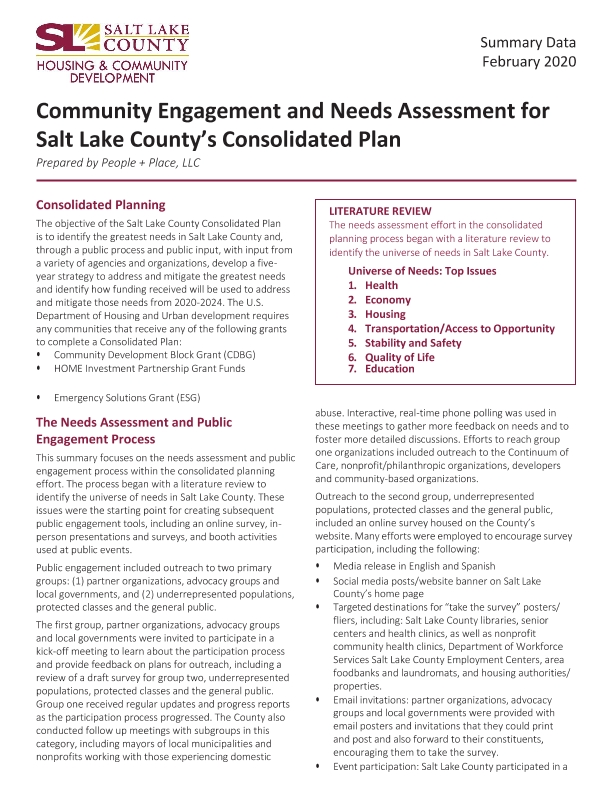 SL SALT LAKE
COUNTY
HOUSING & COMMUNITY
DEVELOPMENT
Summary Data
February 2020
Community Engagement and Needs Assessment for
Salt Lake County's Consolidated Plan
Prepared by People + Place, LLC
Consolidated Planning
The objective of the Salt Lake County Consolidated Plan
is to identify the greatest needs in Salt Lake County and,
through a public process and public input, with input from
a variety of agencies and organizations, develop a five-
year strategy to address and mitigate the greatest needs
and identify how funding received will be used to address
and mitigate those needs from 2020-2024. The U.S.
Department of Housing and Urban development requires
any communities that receive any of the following grants
to complete a Consolidated Plan:
• Community Development Block Grant (CDBG)
• HOME Investment Partnership Grant Funds
• Emergency Solutions Grant (ESG)
The Needs Assessment and Public
Engagement Process
This summary focuses on the needs assessment and public
engagement process within the consolidated planning
effort. The process began with a literature review to
identify the universe of needs in Salt Lake County. These
issues were the starting point for creating subsequent
public engagement tools, including an online survey, in-
person presentations and surveys, and booth activities
used at public events.
Public engagement included outreach to two primary
groups: (1) partner organizations, advocacy groups and
local governments, and (2) underrepresented populations,
protected classes and the general public.
The first group, partner organizations, advocacy groups
and local governments were invited to participate in a
kick-off meeting to learn about the participation process
and provide feedback on plans for outreach, including a
review of a draft survey for group two, underrepresented
populations, protected classes and the general public.
Group one received regular updates and progress reports
as the participation process progressed. The County also
conducted follow up meetings with subgroups in this
category, including mayors of local municipalities and
nonprofits working with those experiencing domestic
LITERATURE REVIEW
The needs assessment effort in the consolidated
planning process began with a literature review to
identify the universe of needs in Salt Lake County.
Universe of Needs: Top Issues
1. Health
2. Economy
3. Housing
4. Transportation/Access to Opportunity
5. Stability and Safety
6. Quality of Life
7. Education
abuse. Interactive, real-time phone polling was used in
these meetings to gather more feedback on needs and to
foster more detailed discussions. Efforts to reach group
one organizations included outreach to the Continuum of
Care, nonprofit/philanthropic organizations, developers
and community-based organizations.
Outreach to the second group, underrepresented
populations, protected classes and the general public,
included an online survey housed on the County's
website. Many efforts were employed to encourage survey
participation, including the following:
• Media release in English and Spanish
• Social media posts/website banner on Salt Lake
County's home page
• Targeted destinations for "take the survey" posters/
fliers, including: Salt Lake County libraries, senior
centers and health clinics, as well as nonprofit
community health clinics, Department of Workforce
Services Salt Lake County Employment Centers, area
foodbanks and laundromats, and housing authorities/
properties.
• Email invitations: partner organizations, advocacy
groups and local governments were provided with
email posters and invitations that they could print
and post and also forward to their constituents,
encouraging them to take the survey.
• Event participation: Salt Lake County participated in a